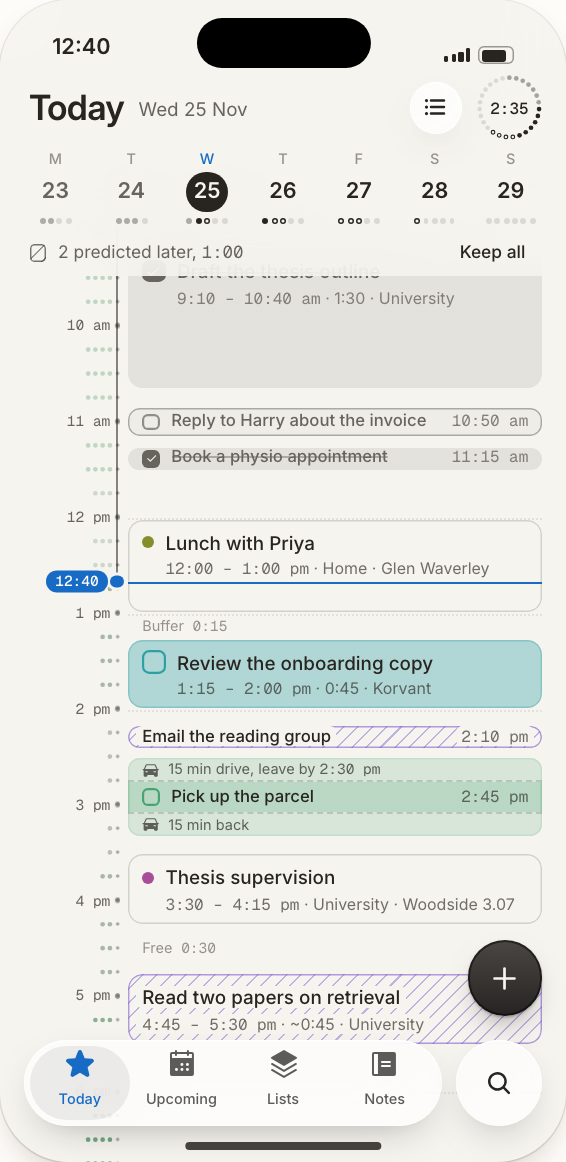 12:40
Today Wed 25 Nov
2:35
M T W T F S S
23 24 25 26 27 28 29
2 predicted later, 1:00 Keep all
Draft the thesis outline
9:10 – 10:40 am · 1:30 · University
10 am
11 am
Reply to Harry about the invoice 10:50 am
Book a physio appointment 11:15 am
12 pm
Lunch with Priya
12:00 – 1:00 pm · Home · Glen Waverley
12:40
1 pm
Buffer 0:15
Review the onboarding copy
1:15 – 2:00 pm · 0:45 · Korvant
2 pm
Email the reading group 2:10 pm
15 min drive, leave by 2:30 pm
Pick up the parcel 2:45 pm
3 pm
15 min back
Thesis supervision
3:30 – 4:15 pm · University · Woodside 3.07
4 pm
Free 0:30
5 pm
Read two papers on retrieval
4:45 – 5:30 pm · ~0:45 · University
Today Upcoming Lists Notes